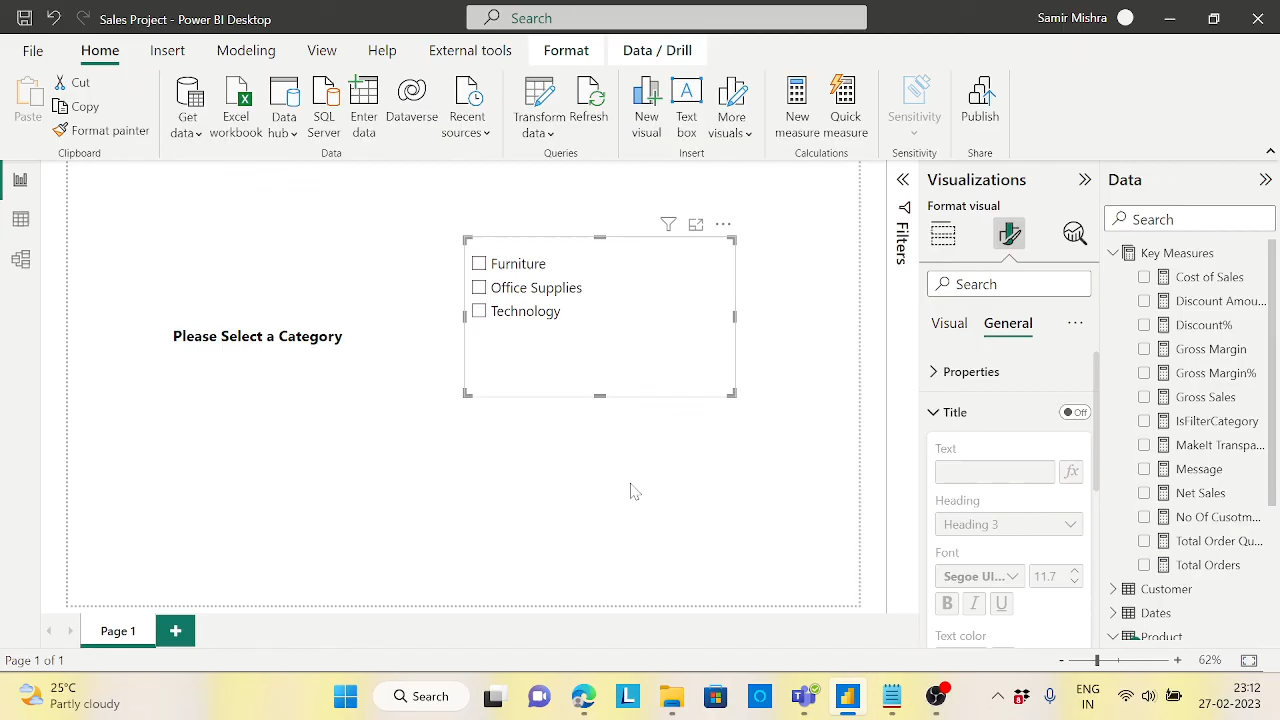 Sales Project - Power BI Desktop
Search
Samir Mishra
File
Home
Insert
Modeling
View
Help
External tools
Format
Data / Drill
Paste
Cut
Copy
Format painter
Clipboard
Get data
Excel workbook
Data hub
SQL Server
Enter data
Dataverse
Recent sources
Data
Transform data
Refresh
Queries
New visual
Text box
More visuals
Insert
New measure
Quick measure
Calculations
Sensitivity
Sensitivity
Publish
Share
Please Select a Category
Furniture
Office Supplies
Technology
Filters
Visualizations
Format visual
Search
Visual
General
Properties
Title
Off
Text
fx
Heading
Heading 3
Font
Segoe UI...
11.7
B
I
U
Text color
Data
Search
Key Measures
Cost of Sales
Discount Amou...
Discount%
Gross Margin
Gross Margin%
Gross Sales
IsFilterCategory
MakeIt Transpa...
Message
Net Sales
No Of Cusotm...
Total Order Qu...
Total Orders
Customer
Dates
Product
Page 1
Page 1 of 1
62%
25°C
Partly cloudy
Search
ENG
IN
23:12
27-02-2023